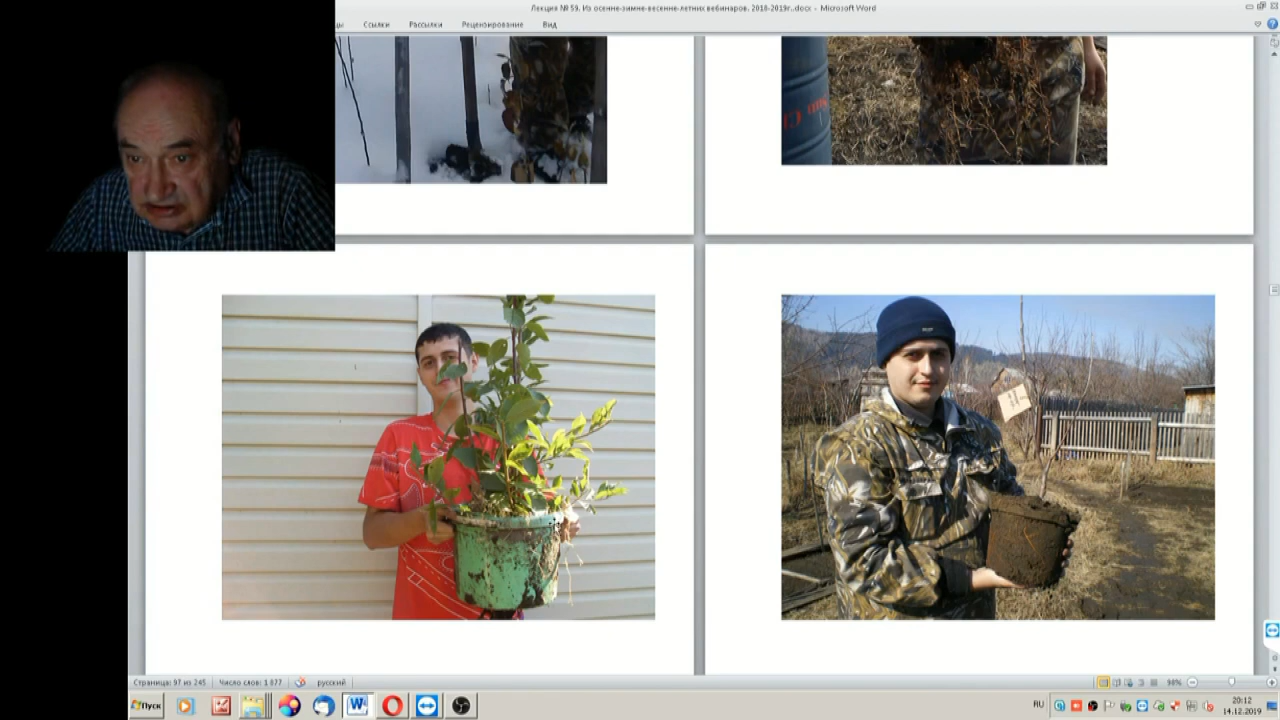 Лекция № 59. Из осенне-зимне-весенне-летних вебинаров. 2018-2019г..docx - Microsoft Word
Ссылки Рассылки Рецензирование Вид
Страница: 97 из 245 Число слов: 1 877 русский 98%
Пуск RU 20:12
14.12.2019